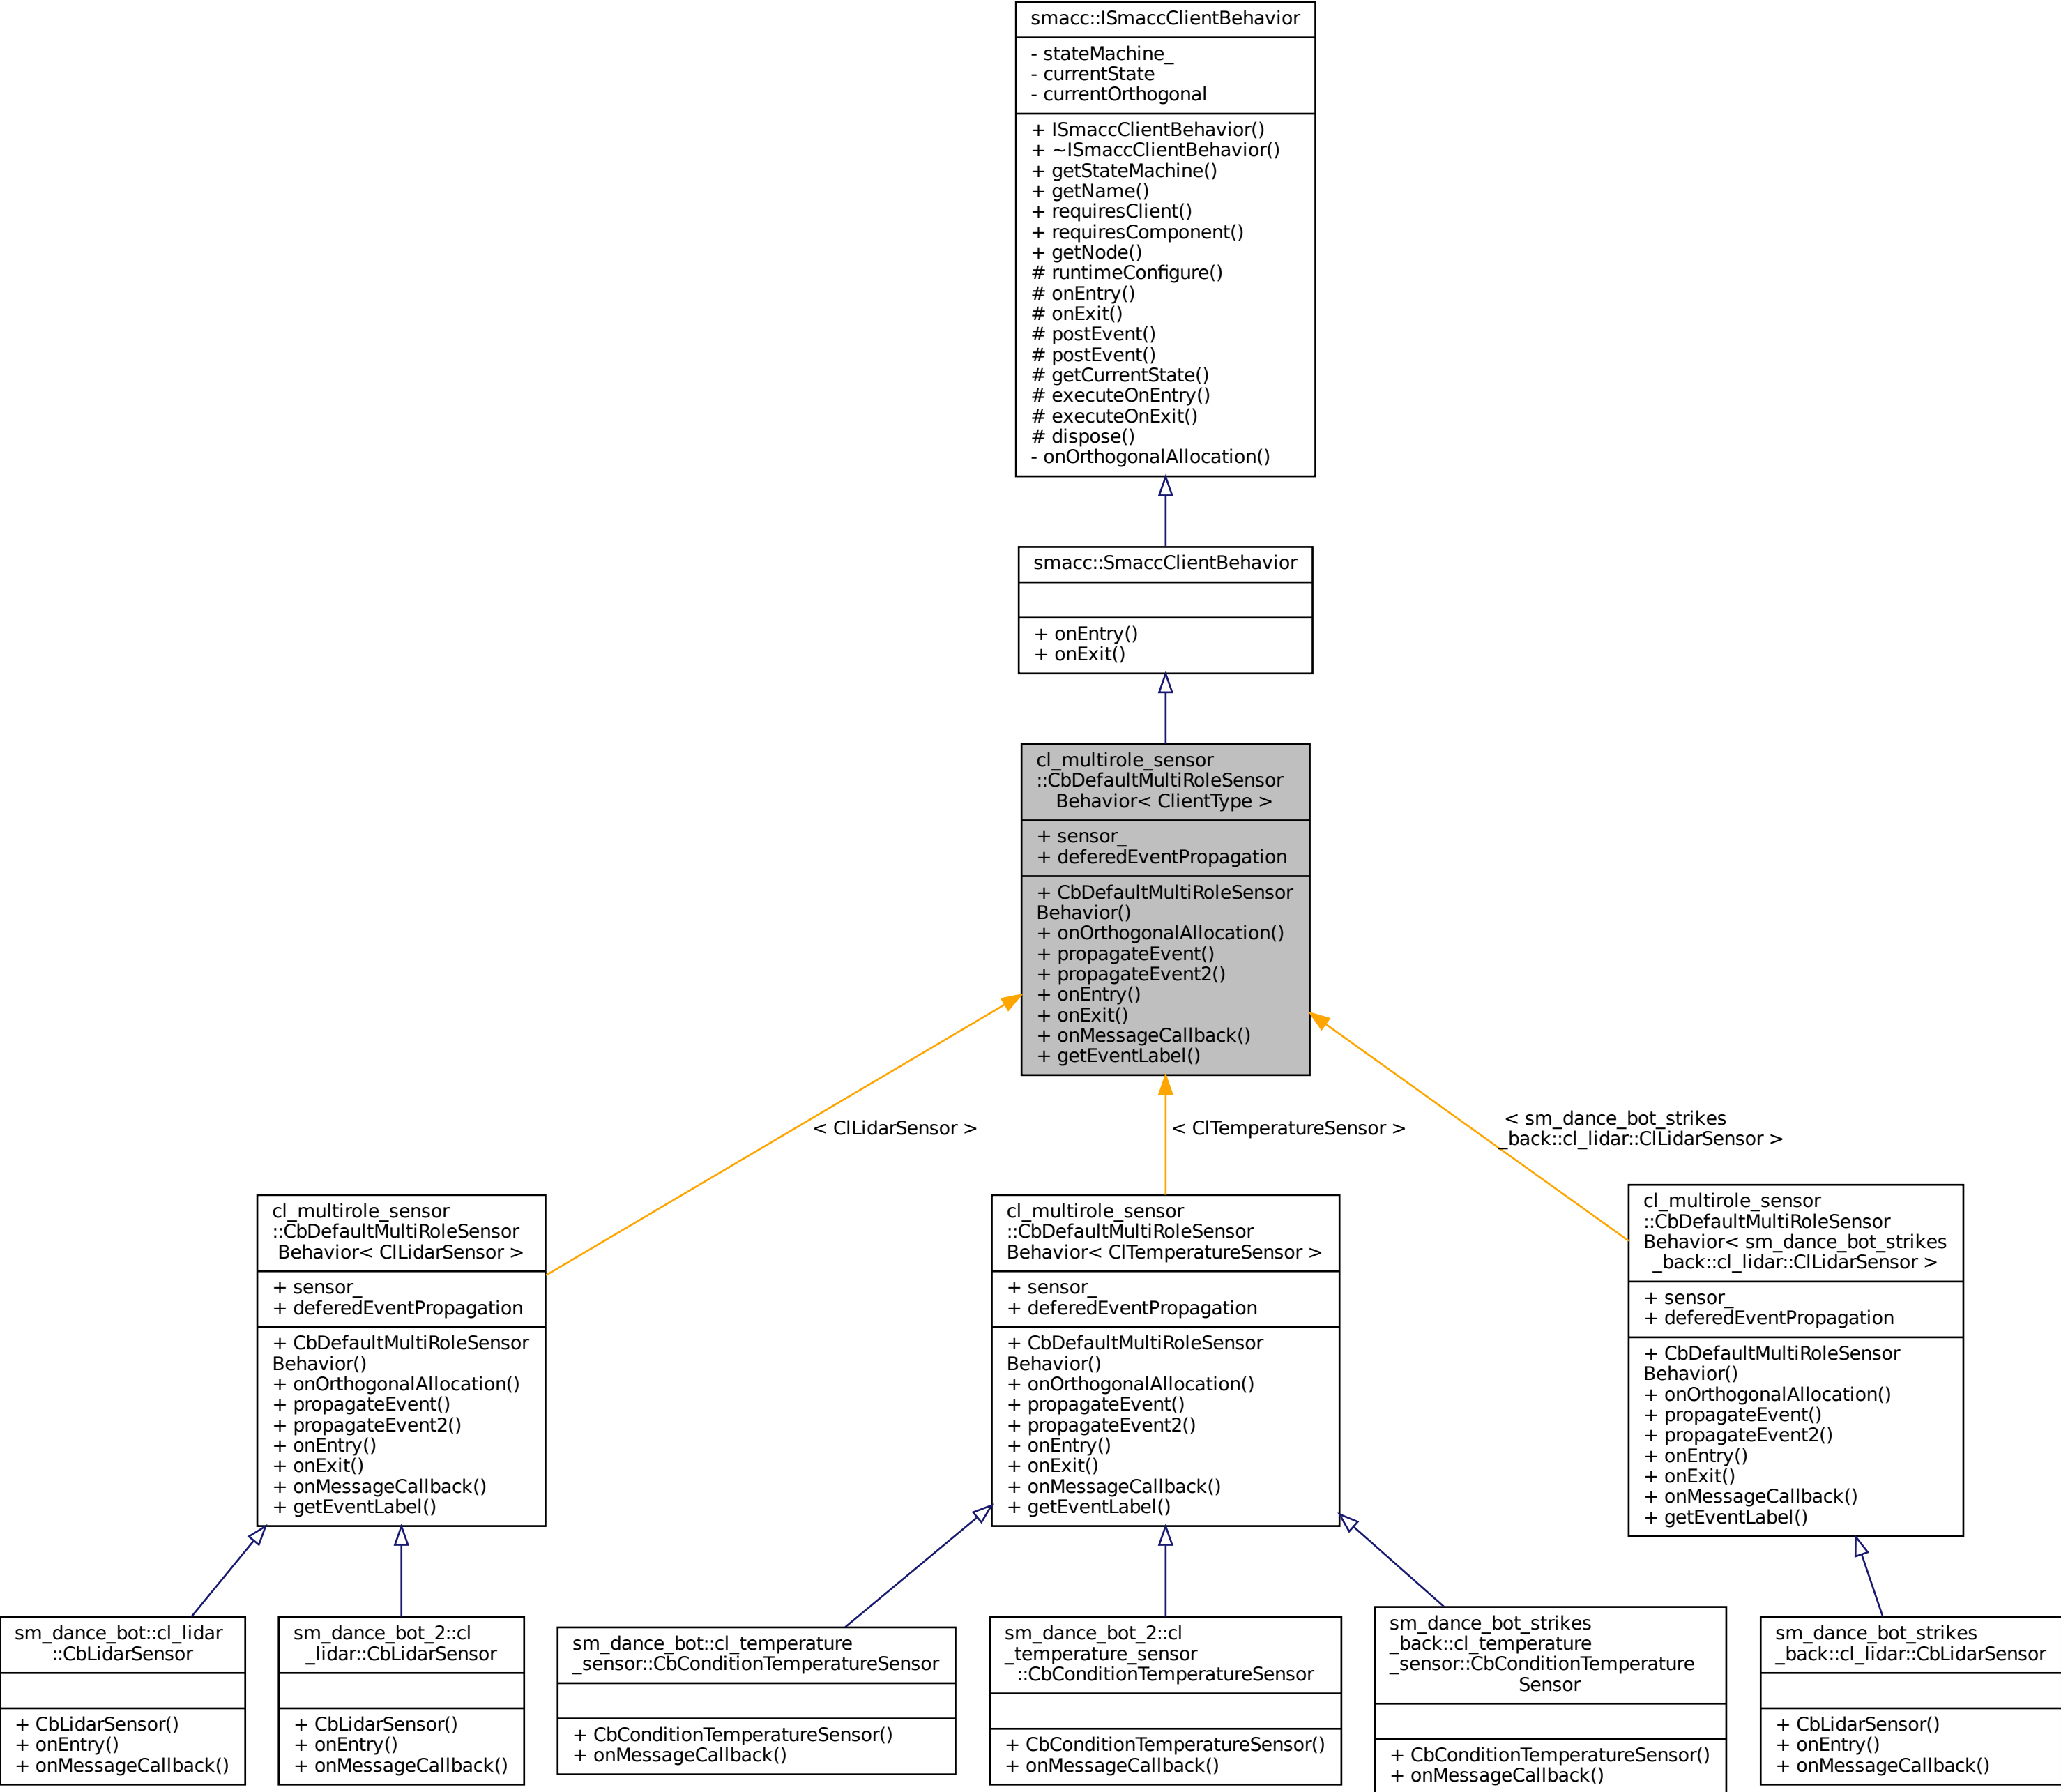 smacc::ISmaccClientBehavior
- stateMachine_
- currentState
- currentOrthogonal
+ ISmaccClientBehavior()
+ ~ISmaccClientBehavior()
+ getStateMachine()
+ getName()
+ requiresClient()
+ requiresComponent()
+ getNode()
# runtimeConfigure()
# onEntry()
# onExit()
# postEvent()
# postEvent()
# getCurrentState()
# executeOnEntry()
# executeOnExit()
# dispose()
- onOrthogonalAllocation()
smacc::SmaccClientBehavior
+ onEntry()
+ onExit()
cl_multirole_sensor
::CbDefaultMultiRoleSensor
Behavior< ClientType >
+ sensor_
+ deferedEventPropagation
+ CbDefaultMultiRoleSensor
Behavior()
+ onOrthogonalAllocation()
+ propagateEvent()
+ propagateEvent2()
+ onEntry()
+ onExit()
+ onMessageCallback()
+ getEventLabel()
< ClLidarSensor >
< ClTemperatureSensor >
< sm_dance_bot_strikes
_back::cl_lidar::ClLidarSensor >
cl_multirole_sensor
::CbDefaultMultiRoleSensor
Behavior< ClLidarSensor >
+ sensor_
+ deferedEventPropagation
+ CbDefaultMultiRoleSensor
Behavior()
+ onOrthogonalAllocation()
+ propagateEvent()
+ propagateEvent2()
+ onEntry()
+ onExit()
+ onMessageCallback()
+ getEventLabel()
cl_multirole_sensor
::CbDefaultMultiRoleSensor
Behavior< ClTemperatureSensor >
+ sensor_
+ deferedEventPropagation
+ CbDefaultMultiRoleSensor
Behavior()
+ onOrthogonalAllocation()
+ propagateEvent()
+ propagateEvent2()
+ onEntry()
+ onExit()
+ onMessageCallback()
+ getEventLabel()
cl_multirole_sensor
::CbDefaultMultiRoleSensor
Behavior< sm_dance_bot_strikes
_back::cl_lidar::ClLidarSensor >
+ sensor_
+ deferedEventPropagation
+ CbDefaultMultiRoleSensor
Behavior()
+ onOrthogonalAllocation()
+ propagateEvent()
+ propagateEvent2()
+ onEntry()
+ onExit()
+ onMessageCallback()
+ getEventLabel()
sm_dance_bot::cl_lidar
::CbLidarSensor
+ CbLidarSensor()
+ onEntry()
+ onMessageCallback()
sm_dance_bot_2::cl
_lidar::CbLidarSensor
+ CbLidarSensor()
+ onEntry()
+ onMessageCallback()
sm_dance_bot::cl_temperature
_sensor::CbConditionTemperatureSensor
+ CbConditionTemperatureSensor()
+ onMessageCallback()
sm_dance_bot_2::cl
_temperature_sensor
::CbConditionTemperatureSensor
+ CbConditionTemperatureSensor()
+ onMessageCallback()
sm_dance_bot_strikes
_back::cl_temperature
_sensor::CbConditionTemperature
Sensor
+ CbConditionTemperatureSensor()
+ onMessageCallback()
sm_dance_bot_strikes
_back::cl_lidar::CbLidarSensor
+ CbLidarSensor()
+ onEntry()
+ onMessageCallback()